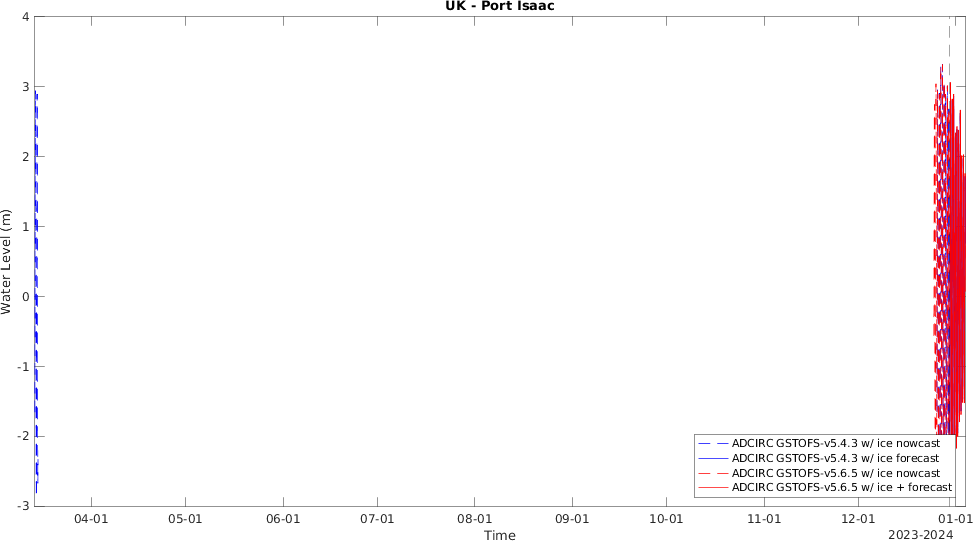 UK - Port Isaac
4
3
2
1
0
-1
-2
-3
Water Level (m)
04-01 05-01 06-01 07-01 08-01 09-01 10-01 11-01 12-01 01-01
Time
2023-2024
ADCIRC GSTOFS-v5.4.3 w/ ice nowcast
ADCIRC GSTOFS-v5.4.3 w/ ice forecast
ADCIRC GSTOFS-v5.6.5 w/ ice nowcast
ADCIRC GSTOFS-v5.6.5 w/ ice + forecast